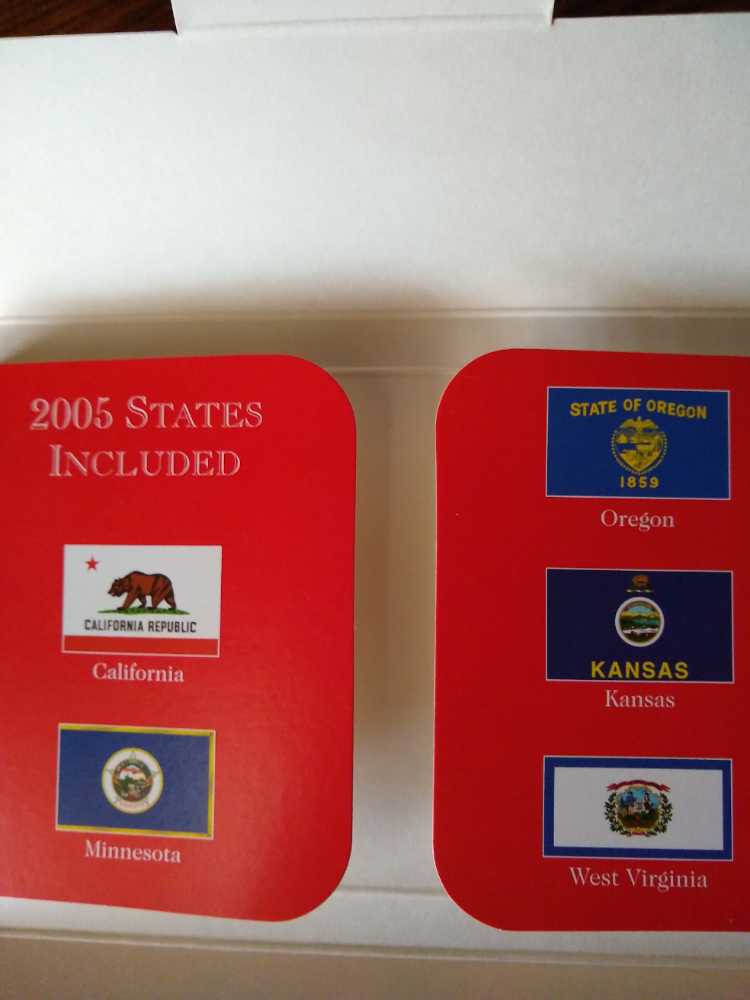 2005 STATES
INCLUDED
CALIFORNIA REPUBLIC
California
Minnesota
STATE OF OREGON
1859
Oregon
KANSAS
Kansas
West Virginia